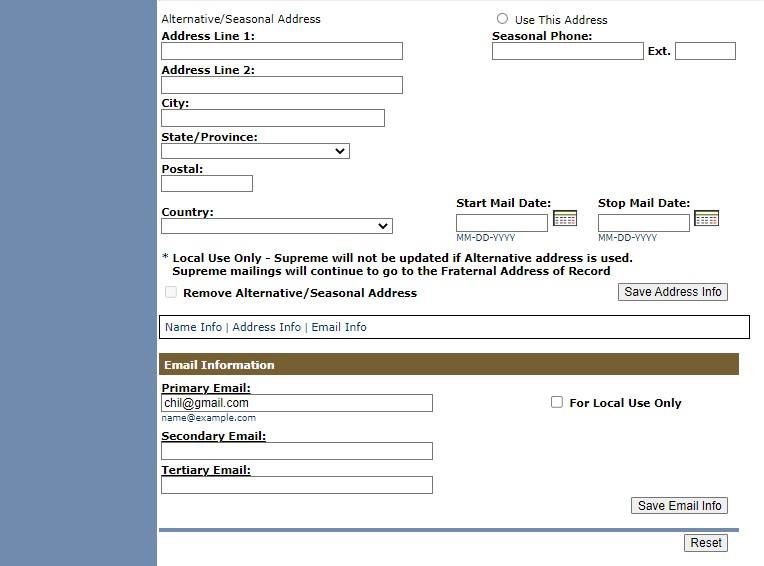 Alternative/Seasonal Address
Use This Address
Address Line 1:
Seasonal Phone:
Ext.
Address Line 2:
City:
State/Province:
Postal:
Country:
Start Mail Date:
Stop Mail Date:
MM-DD-YYYY
MM-DD-YYYY
* Local Use Only - Supreme will not be updated if Alternative address is used.
Supreme mailings will continue to go to the Fraternal Address of Record
Remove Alternative/Seasonal Address
Save Address Info
Name Info | Address Info | Email Info
Email Information
Primary Email:
chil@gmail.com
For Local Use Only
name@example.com
Secondary Email:
Tertiary Email:
Save Email Info
Reset